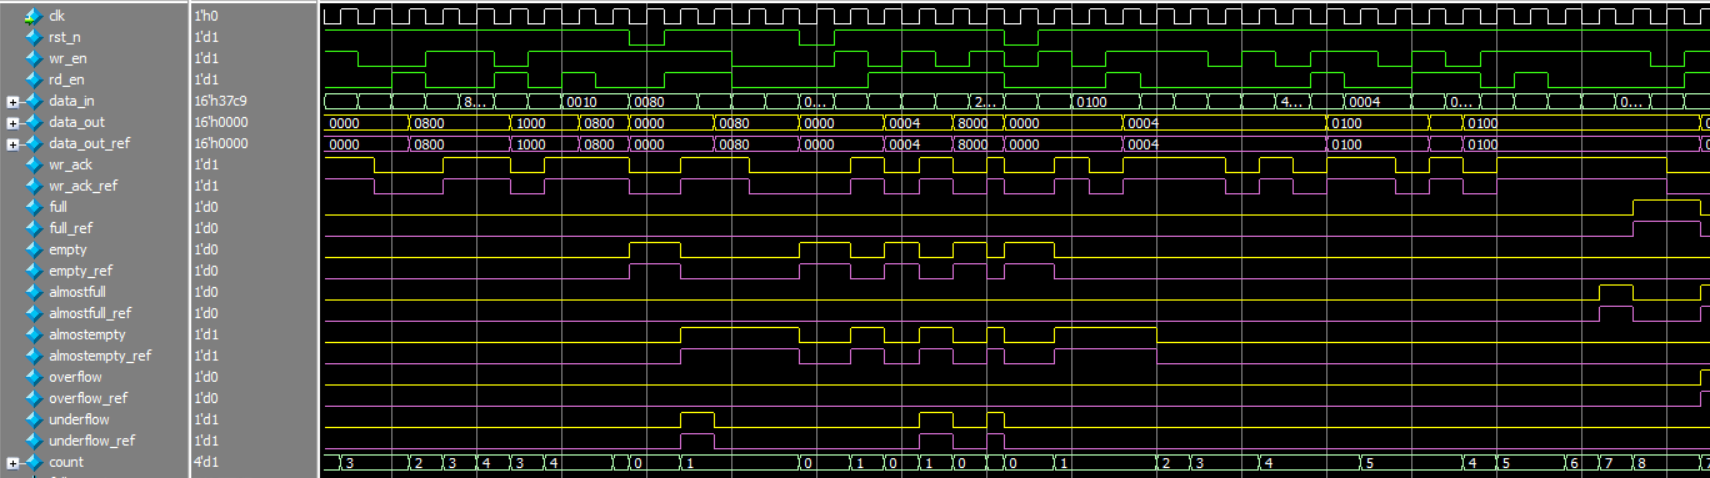 clk 1'h0
rst_n 1'd1
wr_en 1'd1
rd_en 1'd1
data_in 16'h37c9 8... 0010 0080 0... 2... 0100 4... 0004 0... 0...
data_out 16'h0000 0000 0800 1000 0800 0000 0080 0000 0004 8000 0000 0004 0100 0100
data_out_ref 16'h0000 0000 0800 1000 0800 0000 0080 0000 0004 8000 0000 0004 0100 0100
wr_ack 1'd1
wr_ack_ref 1'd1
full 1'd0
full_ref 1'd0
empty 1'd0
empty_ref 1'd0
almostfull 1'd0
almostfull_ref 1'd0
almostempty 1'd1
almostempty_ref 1'd1
overflow 1'd0
overflow_ref 1'd0
underflow 1'd1
underflow_ref 1'd1
count 4'd1 3 2 3 4 3 4 0 1 0 1 0 1 0 0 1 2 3 4 5 4 5 6 7 8